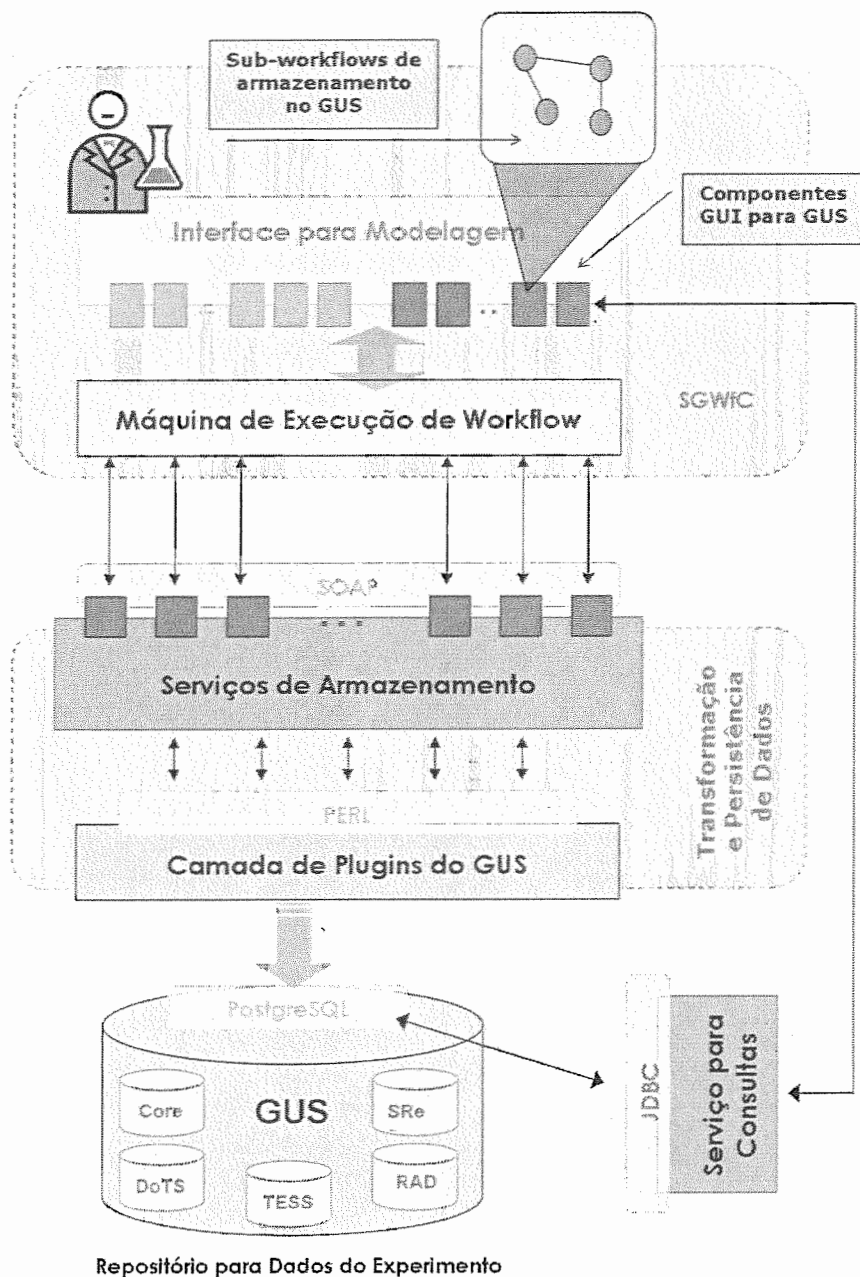 Sub-workflows de
armazenamento
no GUS
Componentes
GUI para GUS
Interface para Modelagem
Máquina de Execução de Workflow
SGWfC
SOAP
Serviços de Armazenamento
Transformação
e Persistência
de Dados
PERL
Camada de Plugins do GUS
PostgreSQL
Core
GUS
SRe
DoTS
TESS
RAD
JDBC
Serviço para
Consultas
Repositório para Dados do Experimento